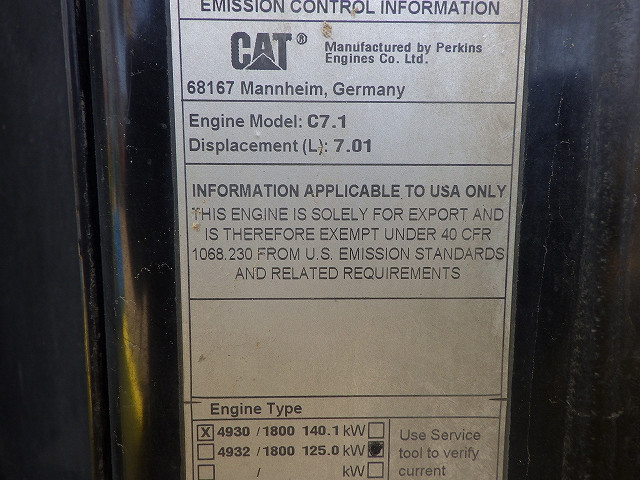 EMISSION CONTROL INFORMATION
CAT® Manufactured by Perkins
Engines Co. Ltd.
68167 Mannheim, Germany
Engine Model: C7.1
Displacement (L): 7.01
INFORMATION APPLICABLE TO USA ONLY
THIS ENGINE IS SOLELY FOR EXPORT AND
IS THEREFORE EXEMPT UNDER 40 CFR
1068.230 FROM U.S. EMISSION STANDARDS
AND RELATED REQUIREMENTS
Engine Type
X 4930 / 1800 140.1 kW
4932 / 1800 125.0 kW
/ kW
Use Service
tool to verify
current